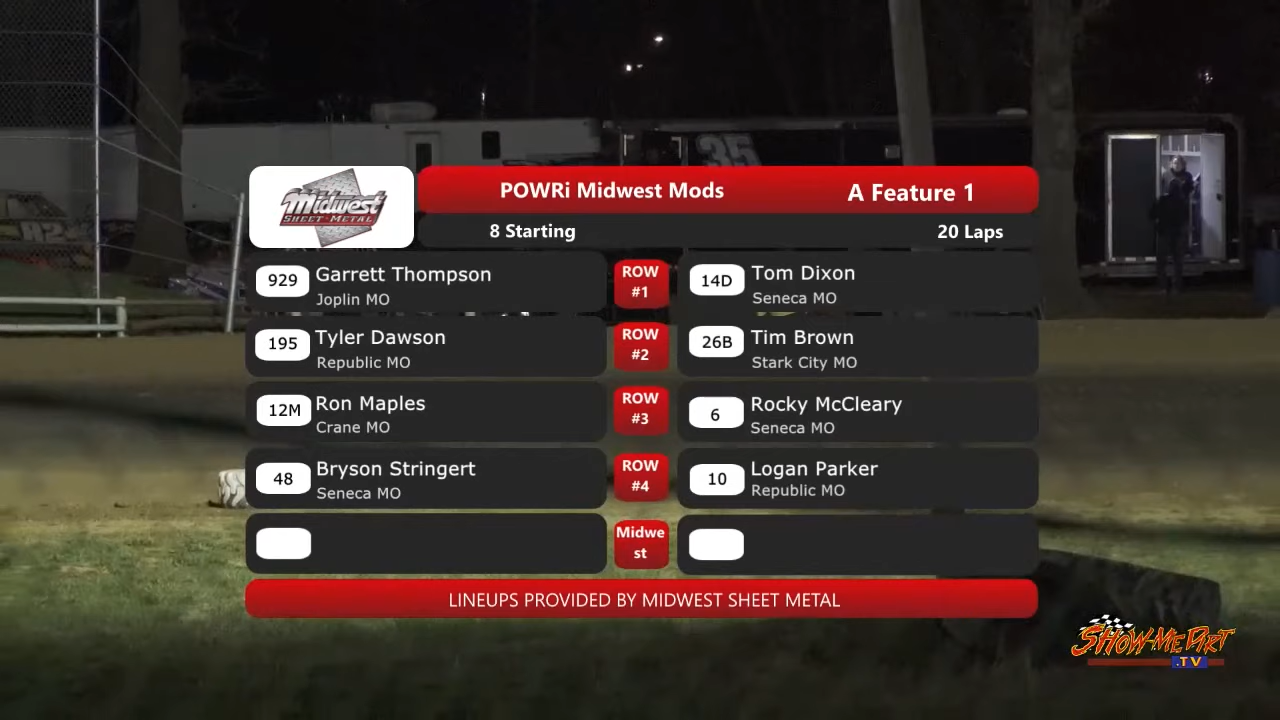 Midwest
SHEET METAL
POWRi Midwest Mods
A Feature 1
8 Starting
20 Laps
929
Garrett Thompson
Joplin MO
ROW
#1
14D
Tom Dixon
Seneca MO
195
Tyler Dawson
Republic MO
ROW
#2
26B
Tim Brown
Stark City MO
12M
Ron Maples
Crane MO
ROW
#3
6
Rocky McCleary
Seneca MO
48
Bryson Stringert
Seneca MO
ROW
#4
10
Logan Parker
Republic MO
Midwe
st
LINEUPS PROVIDED BY MIDWEST SHEET METAL
SHOW-ME DIRT
.TV
35